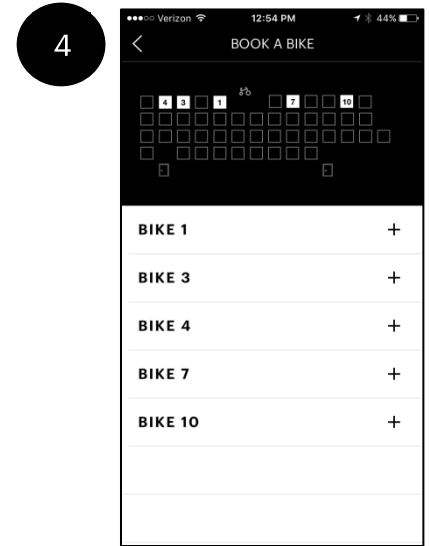 4
Verizon 12:54 PM 44%
BOOK A BIKE
4 3 1 7 10
BIKE 1 +
BIKE 3 +
BIKE 4 +
BIKE 7 +
BIKE 10 +